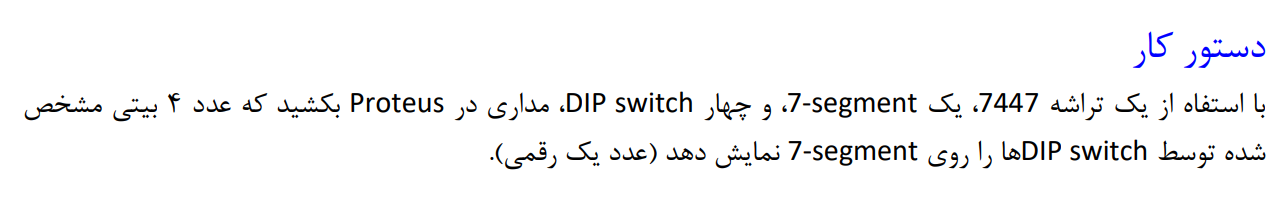 دستور کار
با استفاه از یک تراشه 7447، یک 7-segment، و چهار DIP switch، مداری در Proteus بکشید که عدد ۴ بیتی مشخص
شده توسط DIP switchها را روی 7-segment نمایش دهد (عدد یک رقمی).